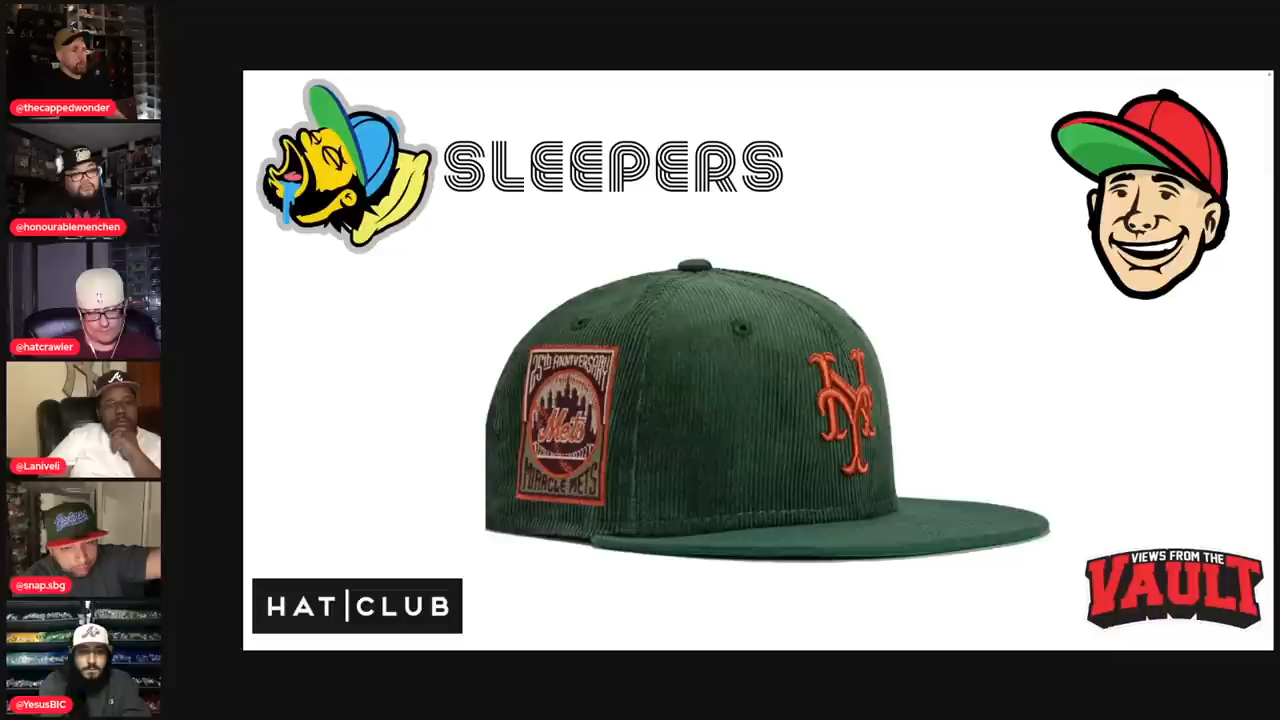 @thecappedwonder
@honourablemenchen
@hatcrawler
@Laniveli
@snap.sbg
@YesusBIC
SLEEPERS
25th ANNIVERSARY
Mets
MIRACLE METS
NY
HAT|CLUB
VIEWS FROM THE
VAULT